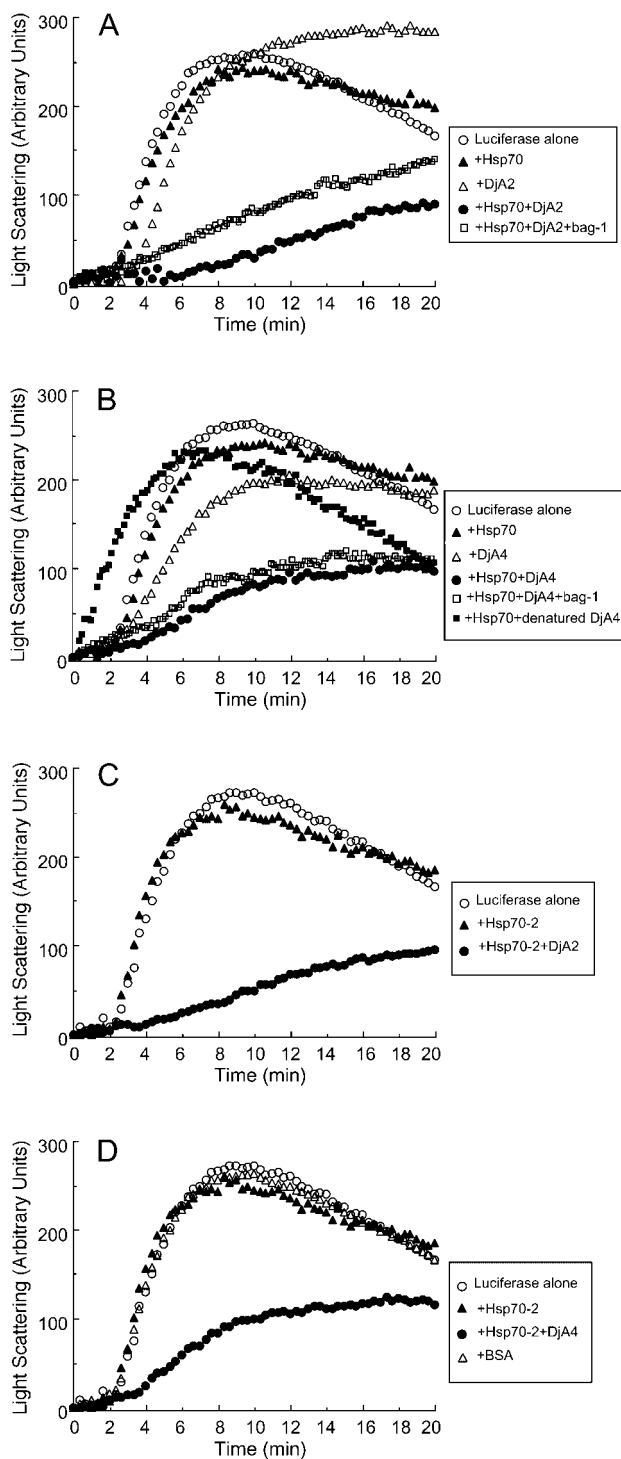 A
Light Scattering (Arbitrary Units)
300
200
100
0
0 2 4 6 8 10 12 14 16 18 20
Time (min)
Luciferase alone
+Hsp70
+DjA2
+Hsp70+DjA2
+Hsp70+DjA2+bag-1
B
Light Scattering (Arbitrary Units)
300
200
100
0
0 2 4 6 8 10 12 14 16 18 20
Time (min)
Luciferase alone
+Hsp70
+DjA4
+Hsp70+DjA4
+Hsp70+DjA4+bag-1
+Hsp70+denatured DjA4
C
Light Scattering (Arbitrary Units)
300
200
100
0
0 2 4 6 8 10 12 14 16 18 20
Time (min)
Luciferase alone
+Hsp70-2
+Hsp70-2+DjA2
D
Light Scattering (Arbitrary Units)
300
200
100
0
0 2 4 6 8 10 12 14 16 18 20
Time (min)
Luciferase alone
+Hsp70-2
+Hsp70-2+DjA4
+BSA